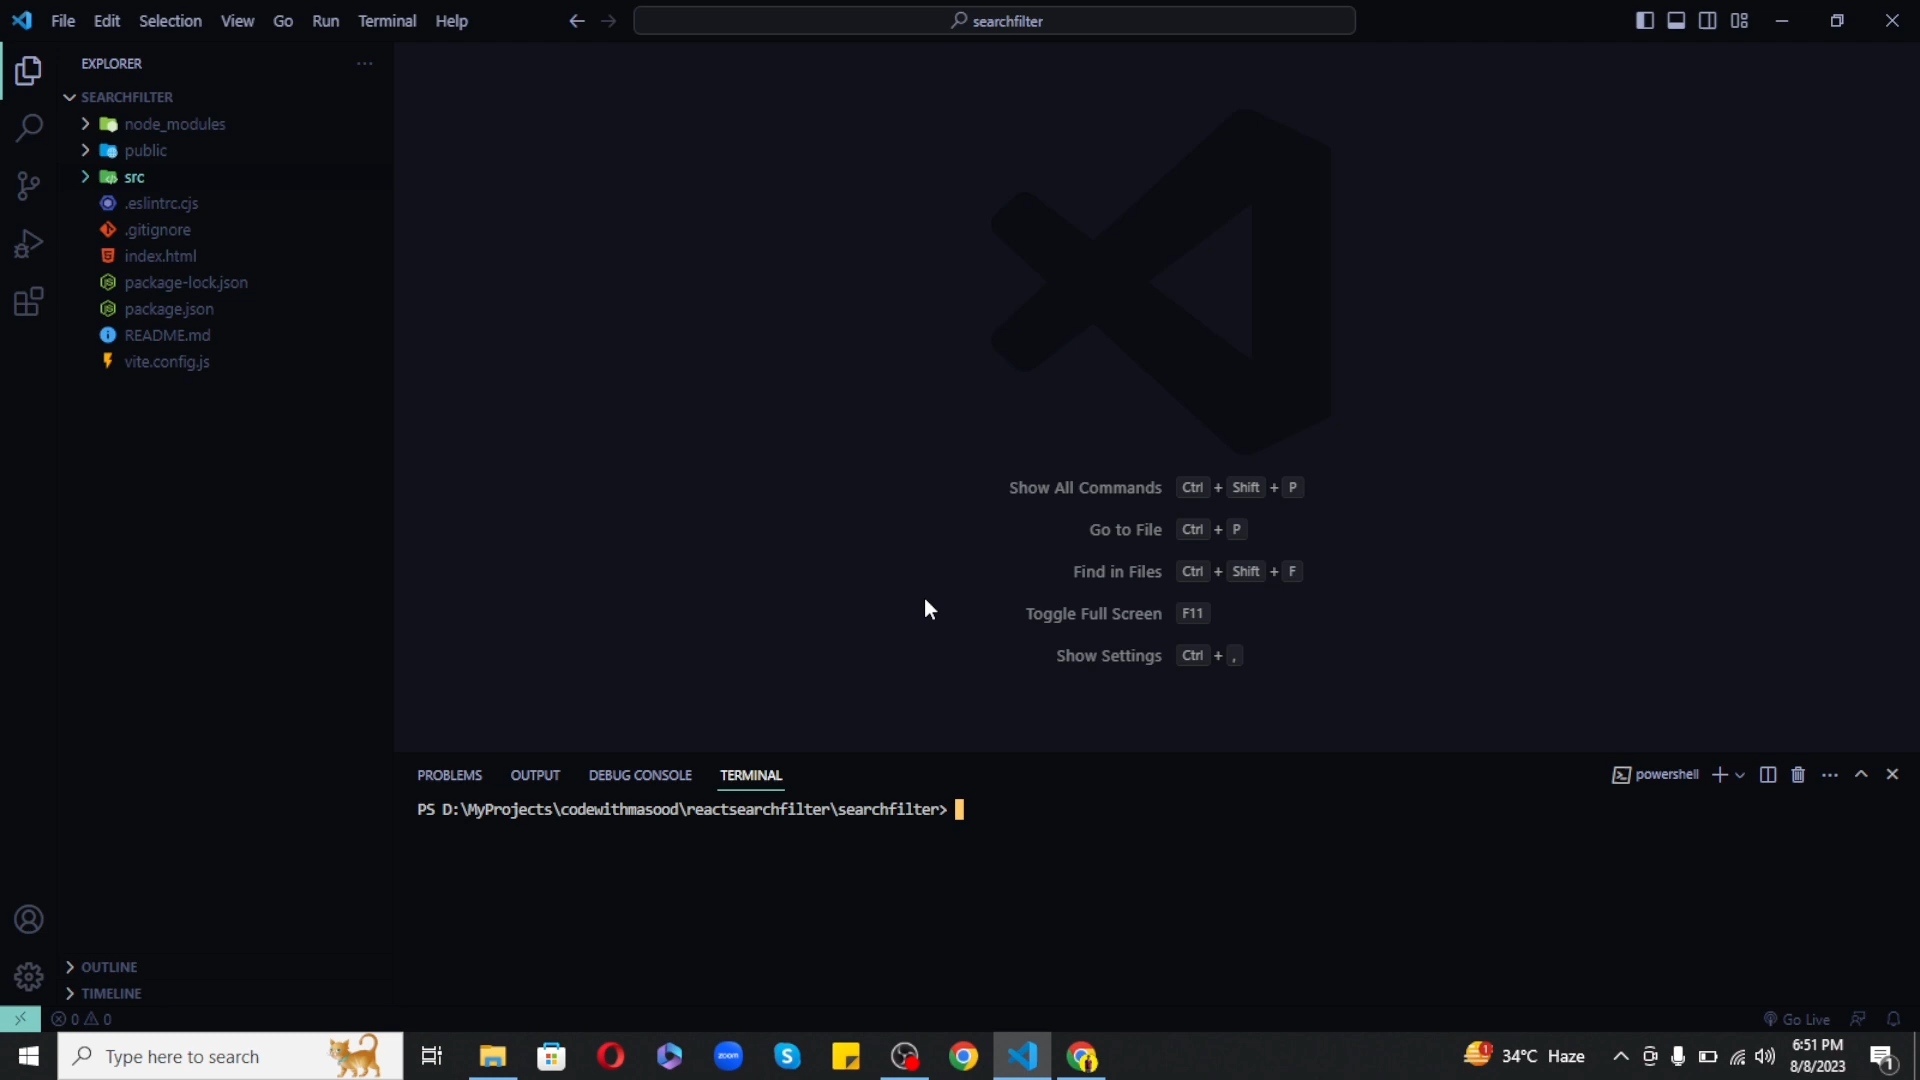 File Edit Selection View Go Run Terminal Help
searchfilter
EXPLORER
SEARCHFILTER
node_modules
public
src
.eslintrc.cjs
.gitignore
index.html
package-lock.json
package.json
README.md
vite.config.js
Show All Commands Ctrl + Shift + P
Go to File Ctrl + P
Find in Files Ctrl + Shift + F
Toggle Full Screen F11
Show Settings Ctrl + ,
PROBLEMS OUTPUT DEBUG CONSOLE TERMINAL
powershell
PS D:\MyProjects\codewithmasood\reactsearchfilter\searchfilter>
OUTLINE
TIMELINE
0 0
Go Live
Type here to search
zoom
34°C Haze
6:51 PM
8/8/2023
1